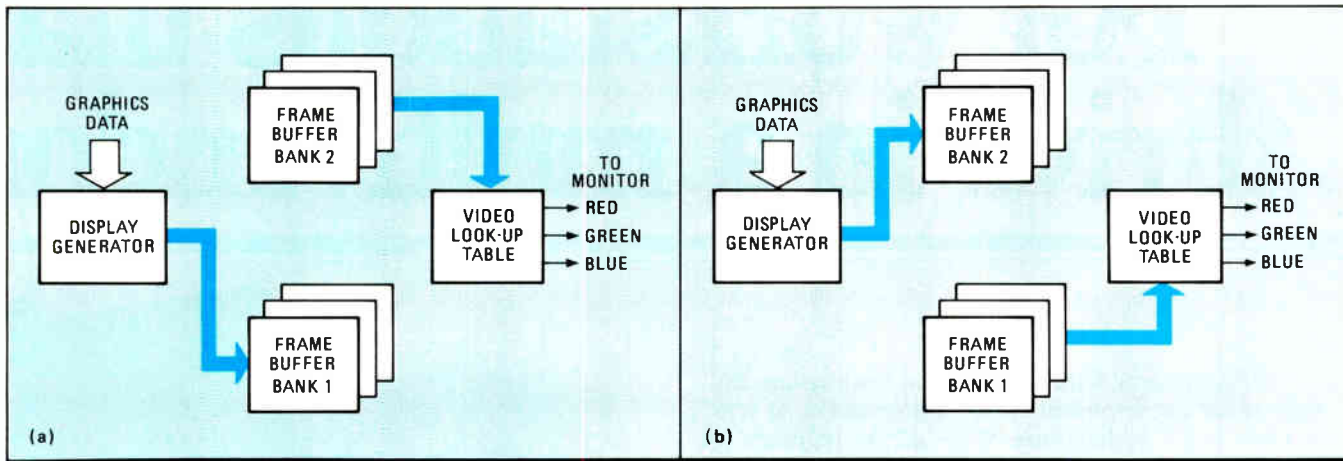 GRAPHICS
DATA
DISPLAY
GENERATOR
FRAME
BUFFER
BANK 2
FRAME
BUFFER
BANK 1
VIDEO
LOOK-UP
TABLE
TO
MONITOR
RED
GREEN
BLUE
(a)
GRAPHICS
DATA
DISPLAY
GENERATOR
FRAME
BUFFER
BANK 2
FRAME
BUFFER
BANK 1
VIDEO
LOOK-UP
TABLE
TO
MONITOR
RED
GREEN
BLUE
(b)